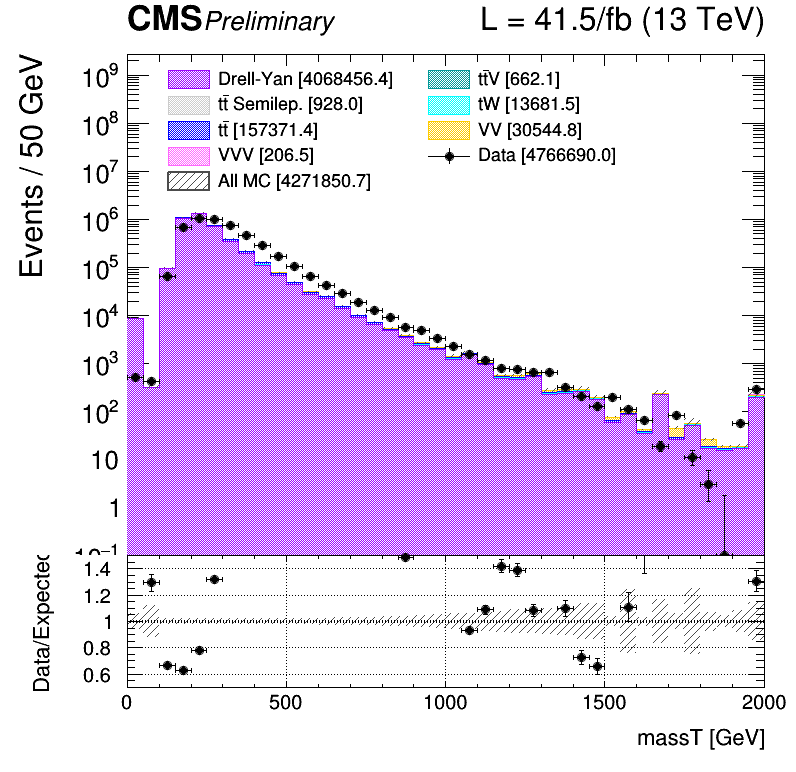 CMS Preliminary L = 41.5/fb (13 TeV)
Events / 50 GeV
Drell-Yan [4068456.4]
tt̄ Semilep. [928.0]
tt̄ [157371.4]
VVV [206.5]
All MC [4271850.7]
tt̄V [662.1]
tW [13681.5]
VV [30544.8]
Data [4766690.0]
10⁹
10⁸
10⁷
10⁶
10⁵
10⁴
10³
10²
10
1
10⁻¹
Data/Expected
1.4
1.2
1
0.8
0.6
0 500 1000 1500 2000
massT [GeV]